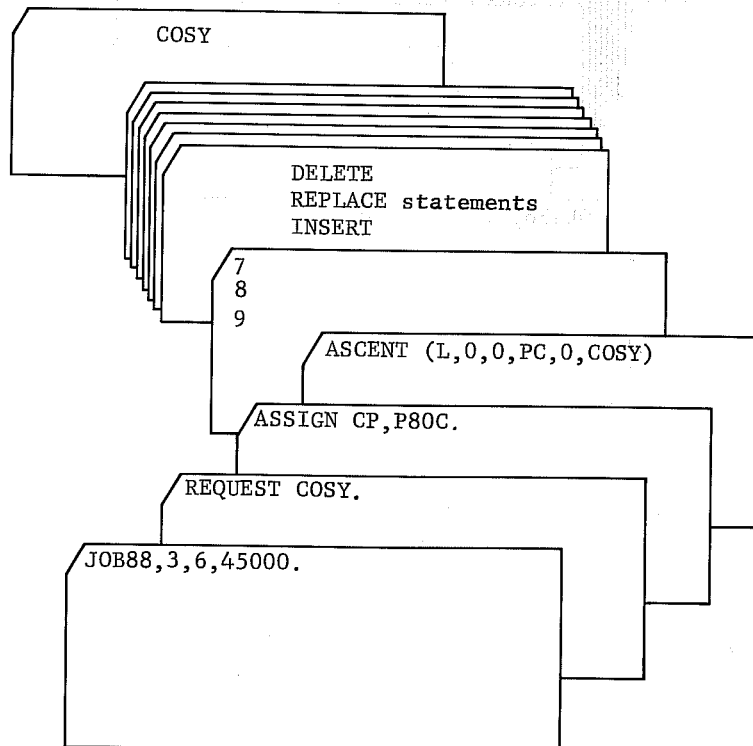 COSY
DELETE
REPLACE statements
INSERT
7
8
9
ASCENT (L,0,0,PC,0,COSY)
ASSIGN CP,P80C.
REQUEST COSY.
JOB88,3,6,45000.